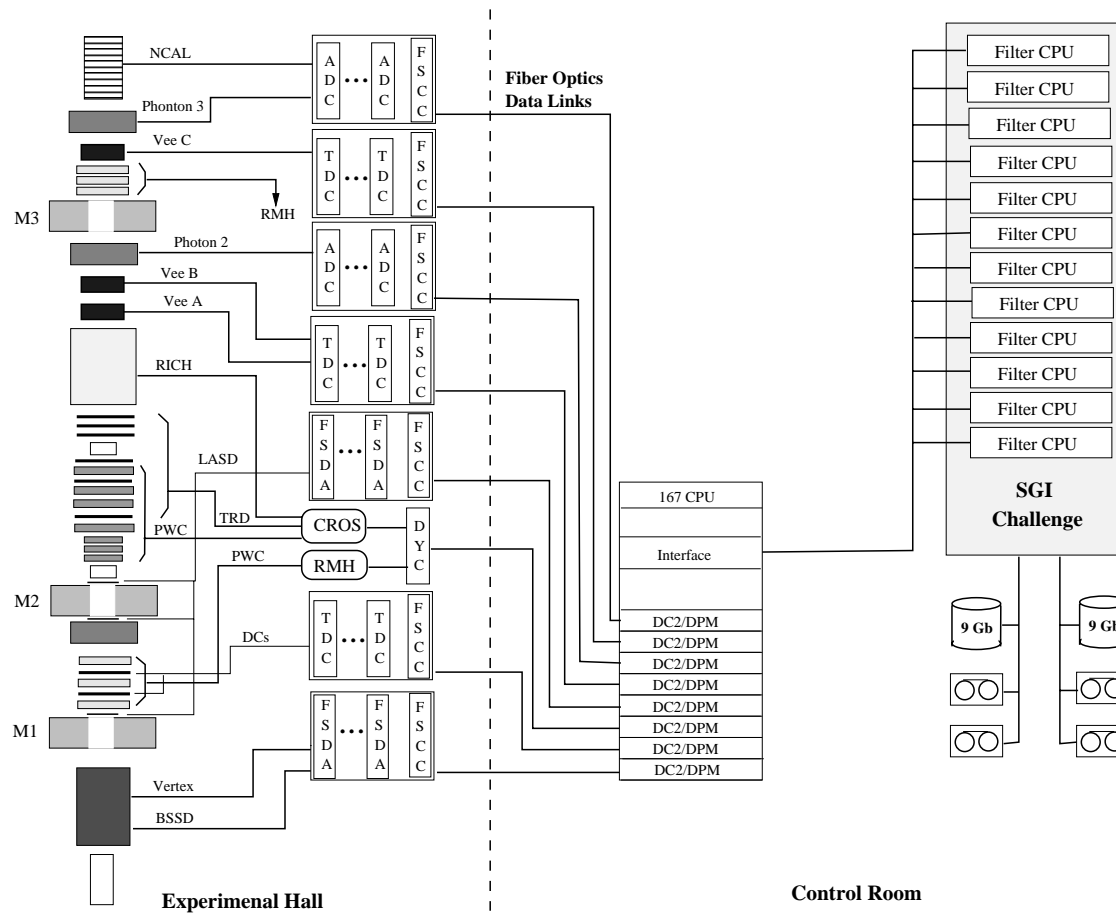 NCAL
Phonton 3
Vee C
RMH
M3
Photon 2
Vee B
Vee A
RICH
LASD
TRD
PWC
PWC
M2
DCs
M1
Vertex
BSSD
Experimenal Hall
ADC ••• ADC FSCC
TDC ••• TDC FSCC
ADC ••• ADC FSCC
TDC ••• TDC FSCC
FSDA ••• FSDA FSCC
CROS
RMH
DYC
TDC ••• TDC FSCC
FSDA ••• FSDA FSCC
Fiber Optics
Data Links
167 CPU
Interface
DC2/DPM
DC2/DPM
DC2/DPM
DC2/DPM
DC2/DPM
DC2/DPM
DC2/DPM
DC2/DPM
Filter CPU
Filter CPU
Filter CPU
Filter CPU
Filter CPU
Filter CPU
Filter CPU
Filter CPU
Filter CPU
Filter CPU
Filter CPU
Filter CPU
SGI
Challenge
9 Gb
9 Gb
Control Room